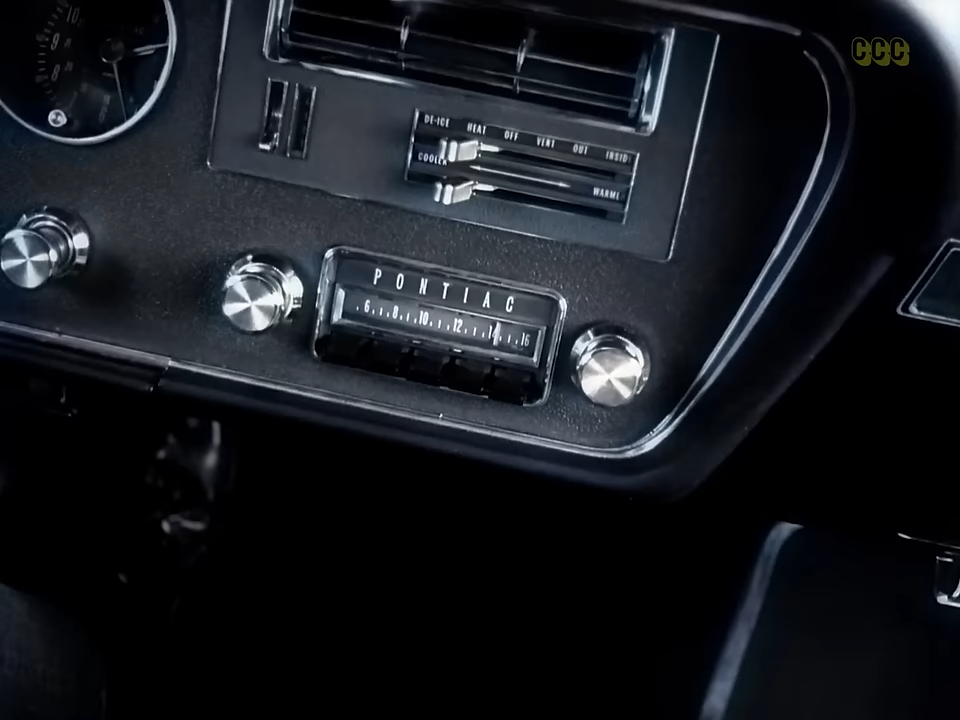 CCC
DE-ICE HEAT OFF VENT OUT INSIDE
COOLER
WARMER
PONTIAC
6 8 10 12 14 16